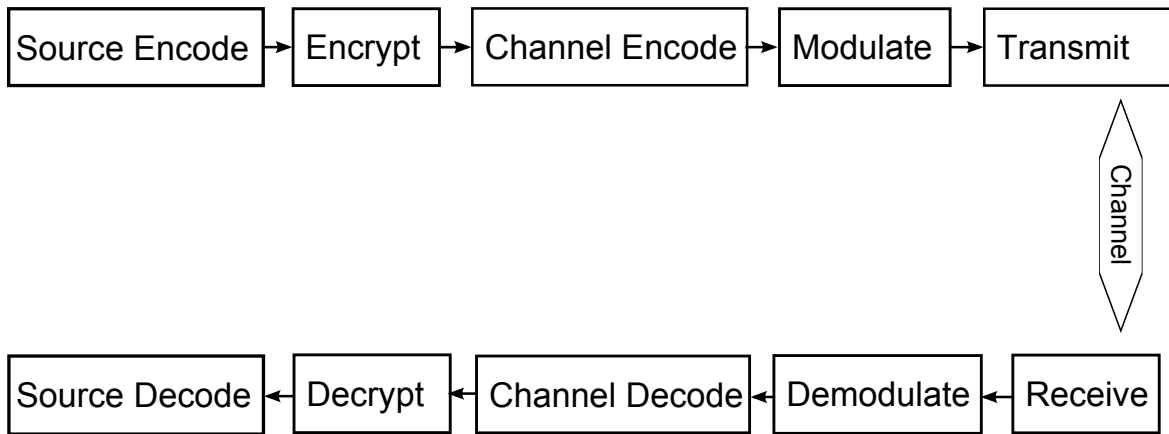 Source Encode
Encrypt
Channel Encode
Modulate
Transmit
Channel
Source Decode
Decrypt
Channel Decode
Demodulate
Receive